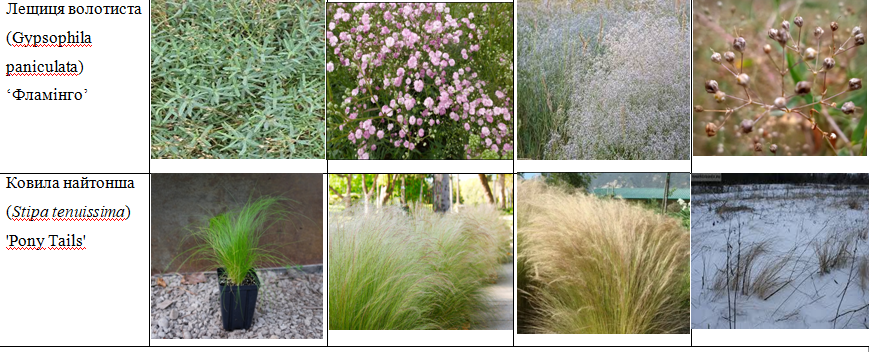 Лещиця волотиста
(Gypsophila
paniculata)
‘Фламінго’
Ковила найтонша
(Stipa tenuissima)
'Pony Tails'